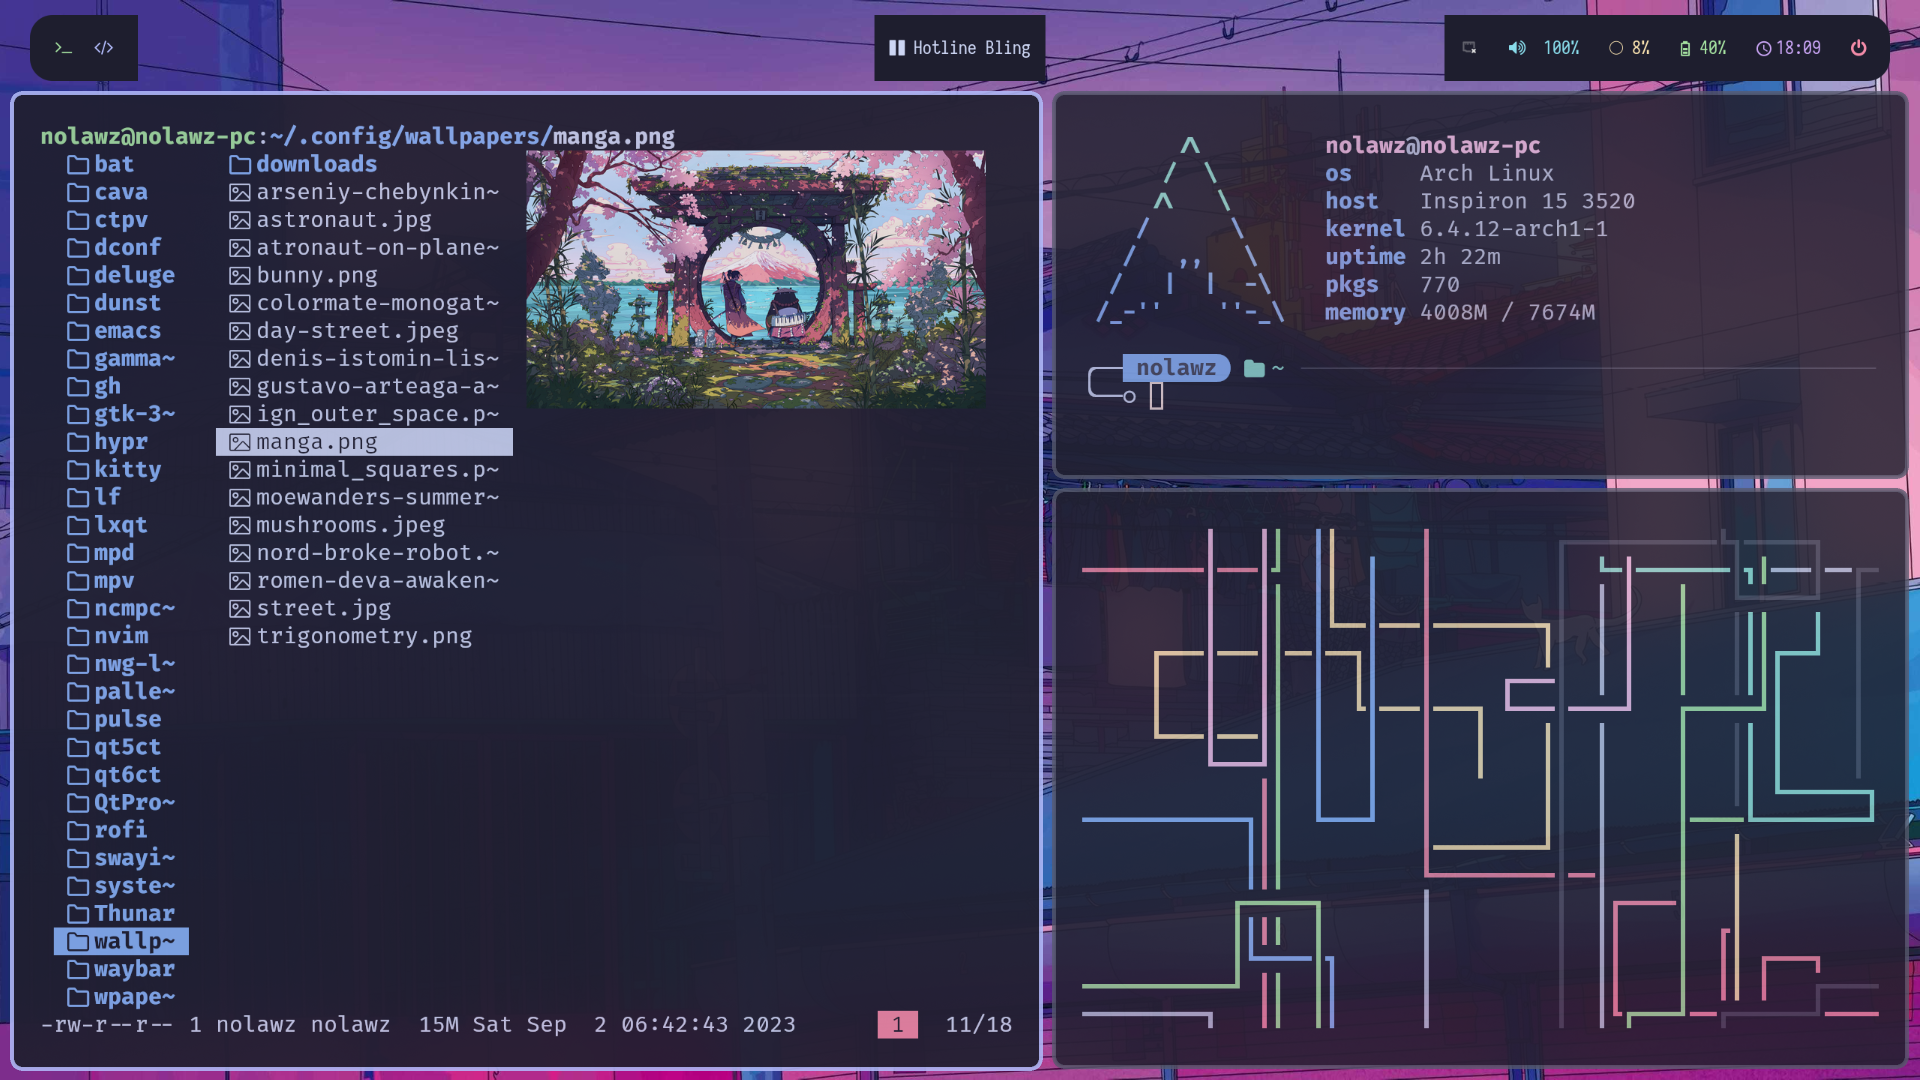 >_ </>
Hotline Bling
100% 8% 40% 18:09
nolawz@nolawz-pc:~/.config/wallpapers/manga.png
bat
cava
ctpv
dconf
deluge
dunst
emacs
gamma~
gh
gtk-3~
hypr
kitty
lf
lxqt
mpd
mpv
ncmpc~
nvim
nwg-l~
palle~
pulse
qt5ct
qt6ct
QtPro~
rofi
swayi~
syste~
Thunar
wallp~
waybar
wpape~
downloads
arseniy-chebynkin~
astronaut.jpg
atronaut-on-plane~
bunny.png
colormate-monogat~
day-street.jpeg
denis-istomin-lis~
gustavo-arteaga-a~
ign_outer_space.p~
manga.png
minimal_squares.p~
moewanders-summer~
mushrooms.jpeg
nord-broke-robot.~
romen-deva-awaken~
street.jpg
trigonometry.png
-rw-r--r-- 1 nolawz nolawz 15M Sat Sep 2 06:42:43 2023 1 11/18
nolawz@nolawz-pc
os Arch Linux
host Inspiron 15 3520
kernel 6.4.12-arch1-1
uptime 2h 22m
pkgs 770
memory 4008M / 7674M
nolawz ~